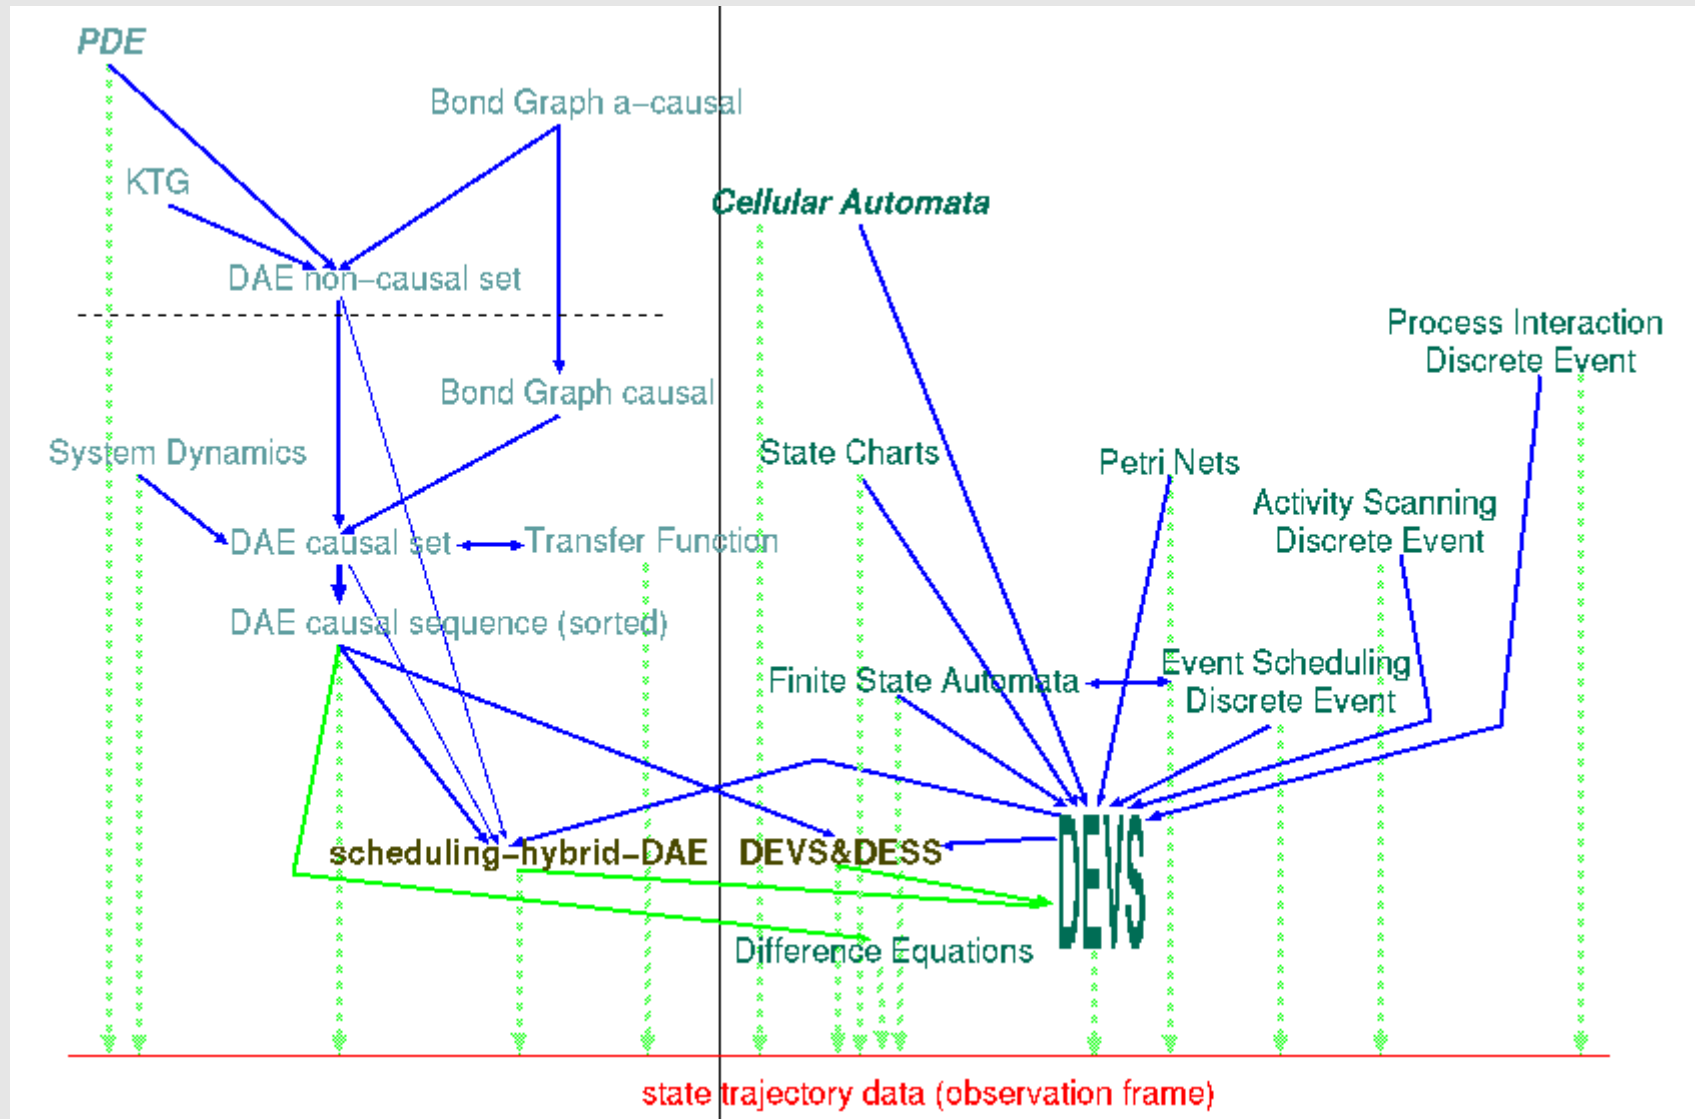 PDE
Bond Graph a-causal
KTG
Cellular Automata
DAE non-causal set
Process Interaction
Discrete Event
Bond Graph causal
System Dynamics
State Charts
Petri Nets
Activity Scanning
Discrete Event
DAE causal set
Transfer Function
DAE causal sequence (sorted)
Finite State Automata
Event Scheduling
Discrete Event
scheduling-hybrid-DAE
DEVS&DESS
DEVS
Difference Equations
state trajectory data (observation frame)